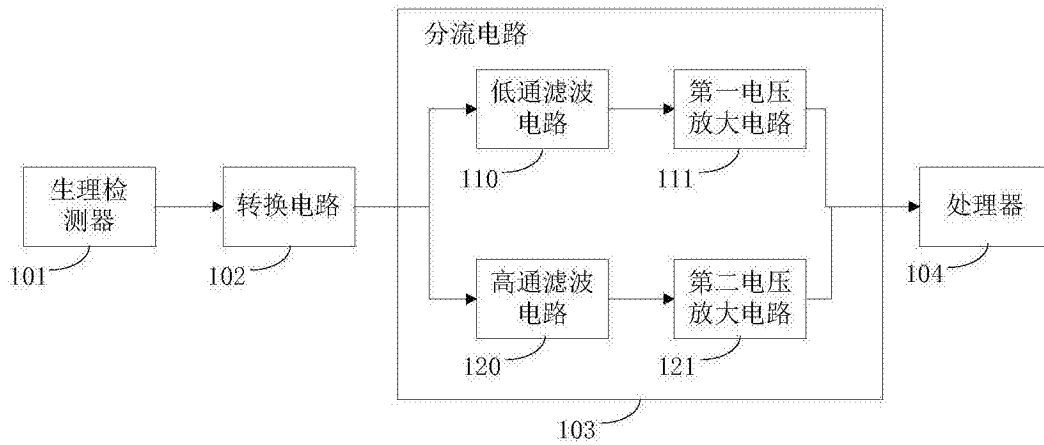 分流电路
低通滤波
电路
110
第一电压
放大电路
111
生理检
测器
101
转换电路
102
处理器
104
高通滤波
电路
120
第二电压
放大电路
121
103